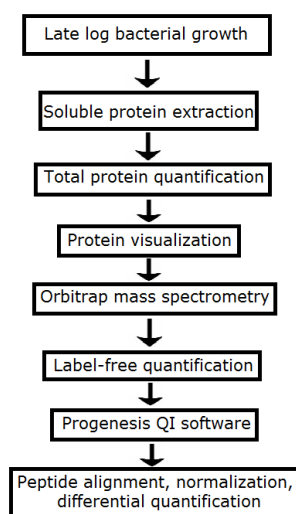 Late log bacterial growth
Soluble protein extraction
Total protein quantification
Protein visualization
Orbitrap mass spectrometry
Label-free quantification
Progenesis QI software
Peptide alignment, normalization,
differential quantification